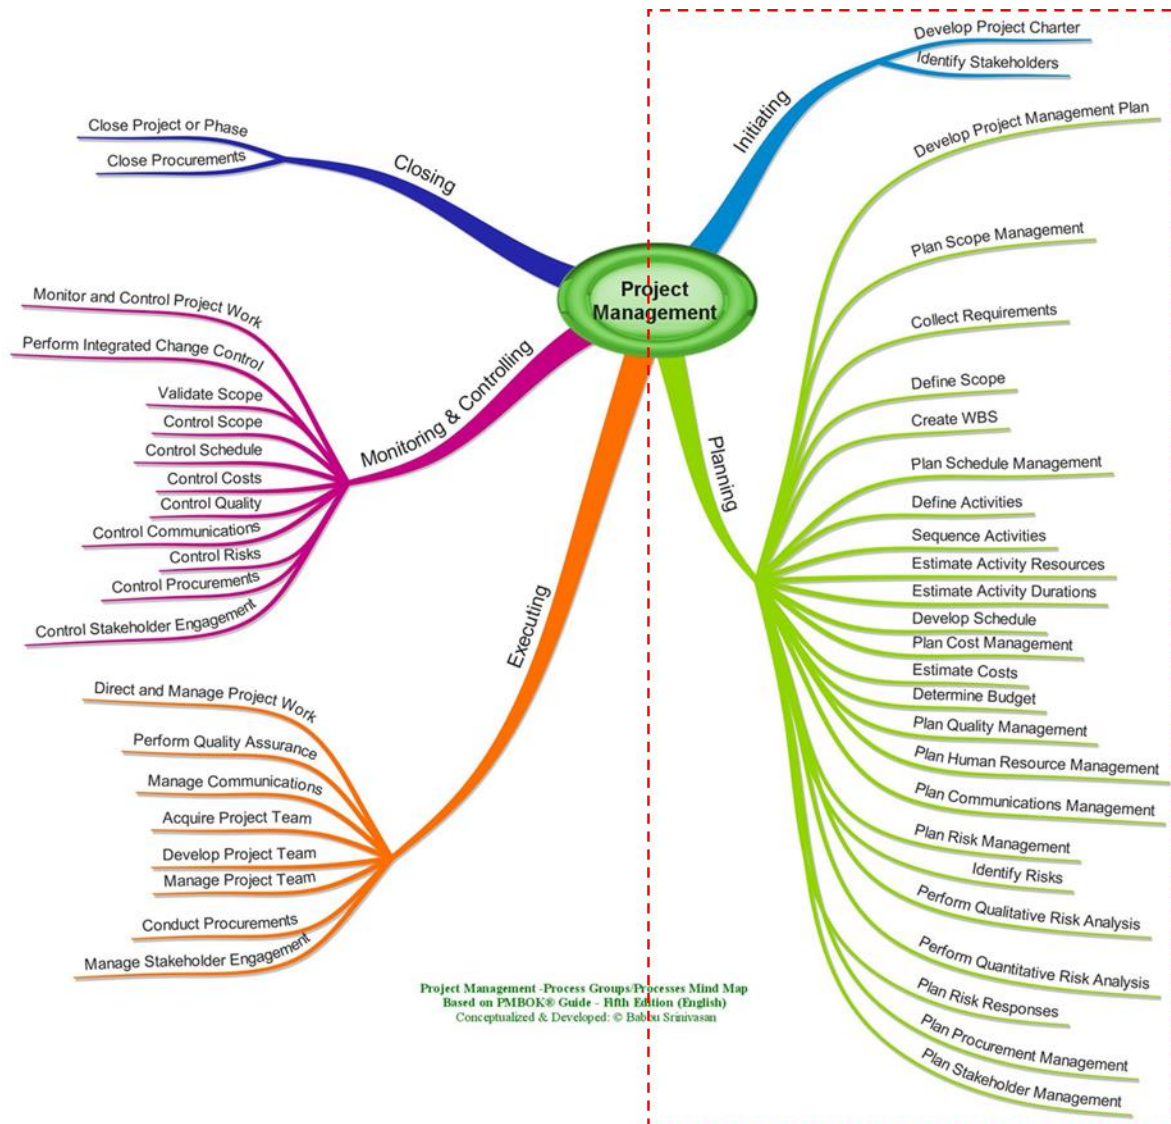 Project
Management
Initiating
Develop Project Charter
Identify Stakeholders
Planning
Develop Project Management Plan
Plan Scope Management
Collect Requirements
Define Scope
Create WBS
Plan Schedule Management
Define Activities
Sequence Activities
Estimate Activity Resources
Estimate Activity Durations
Develop Schedule
Plan Cost Management
Estimate Costs
Determine Budget
Plan Quality Management
Plan Human Resource Management
Plan Communications Management
Plan Risk Management
Identify Risks
Perform Qualitative Risk Analysis
Perform Quantitative Risk Analysis
Plan Risk Responses
Plan Procurement Management
Plan Stakeholder Management
Executing
Direct and Manage Project Work
Perform Quality Assurance
Manage Communications
Acquire Project Team
Develop Project Team
Manage Project Team
Conduct Procurements
Manage Stakeholder Engagement
Monitoring & Controlling
Monitor and Control Project Work
Perform Integrated Change Control
Validate Scope
Control Scope
Control Schedule
Control Costs
Control Quality
Control Communications
Control Risks
Control Procurements
Control Stakeholder Engagement
Closing
Close Project or Phase
Close Procurements
Project Management -Process Groups/Processes Mind Map
Based on PMBOK® Guide - Fifth Edition (English)
Conceptualized & Developed: © Babou Srinivasan